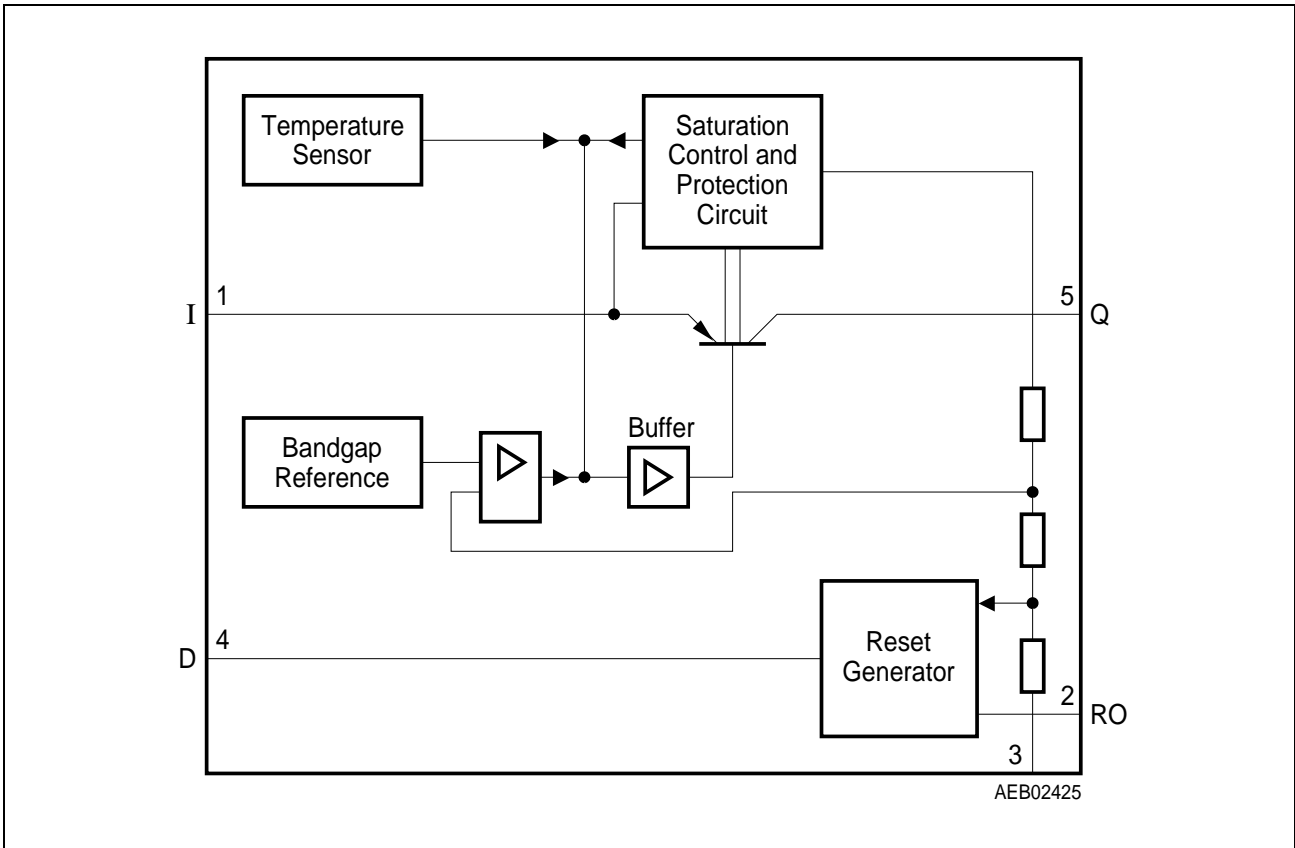 Temperature
Sensor
Saturation
Control and
Protection
Circuit
1
I
5
Q
Bandgap
Reference
Buffer
4
D
Reset
Generator
2
RO
3
AEB02425